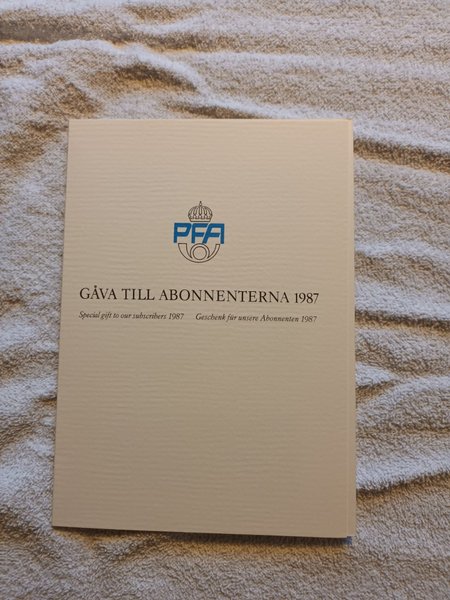 PFA
GÅVA TILL ABONNENTERNA 1987
Special gift to our subscribers 1987 Geschenk für unsere Abonnenten 1987